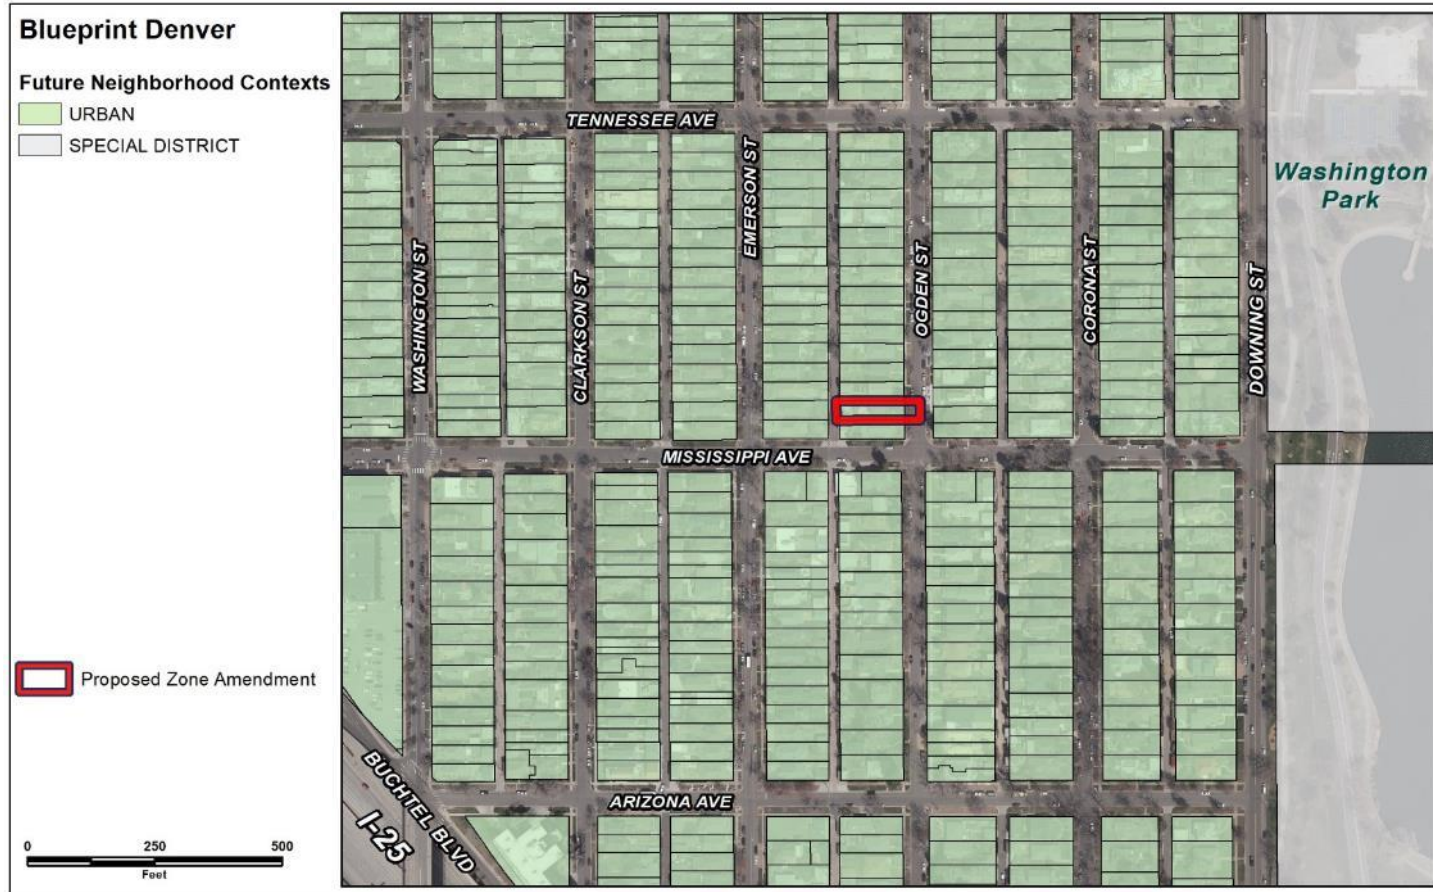 Blueprint Denver
Future Neighborhood Contexts
URBAN
SPECIAL DISTRICT
Proposed Zone Amendment
0 250 500
Feet
TENNESSEE AVE
WASHINGTON ST
CLARKSON ST
EMERSON ST
OGDEN ST
CORONA ST
DOWNING ST
Washington
Park
MISSISSIPPI AVE
ARIZONA AVE
BUCHTEL BLVD
I-25